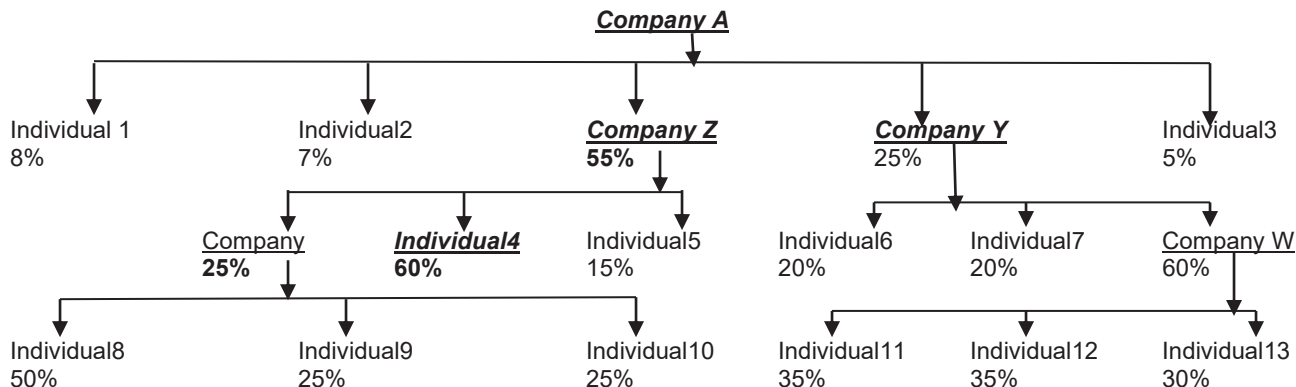 Company A
Individual 1 Individual2 Company Z Company Y Individual3
8% 7% 55% 25% 5%
Company Individual4 Individual5 Individual6 Individual7 Company W
25% 60% 15% 20% 20% 60%
Individual8 Individual9 Individual10 Individual11 Individual12 Individual13
50% 25% 25% 35% 35% 30%